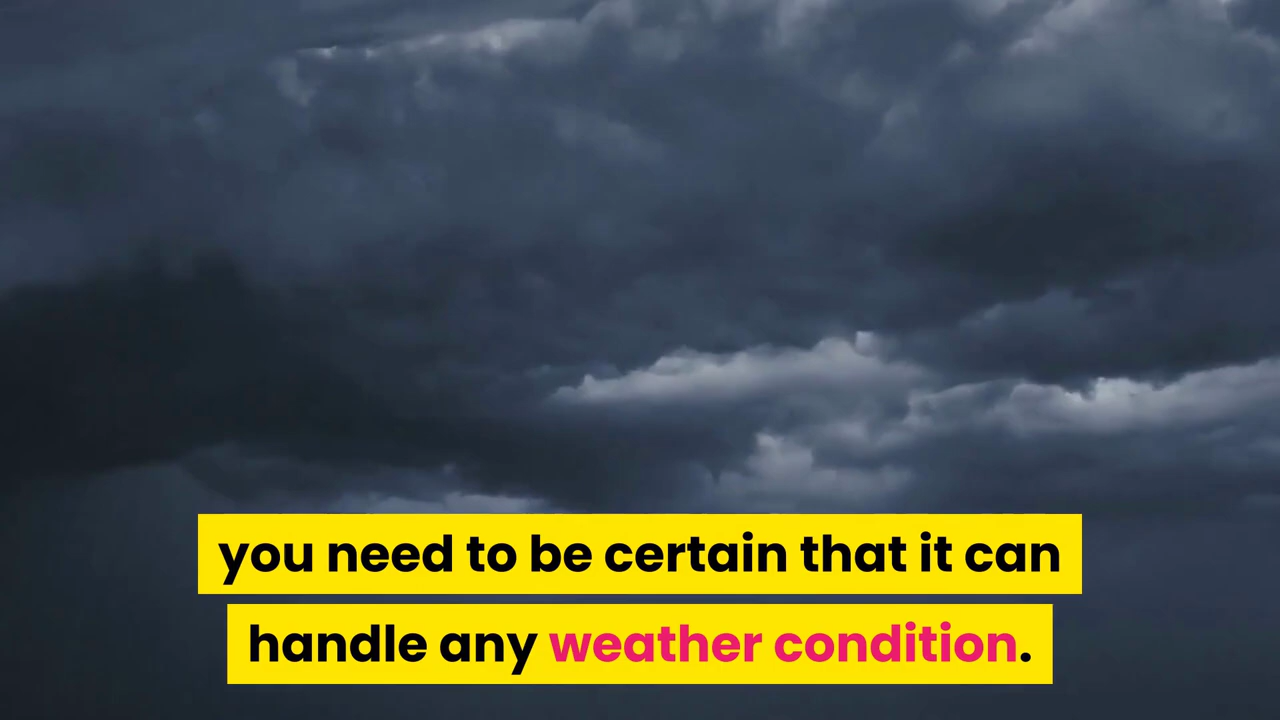 you need to be certain that it can
handle any weather condition.